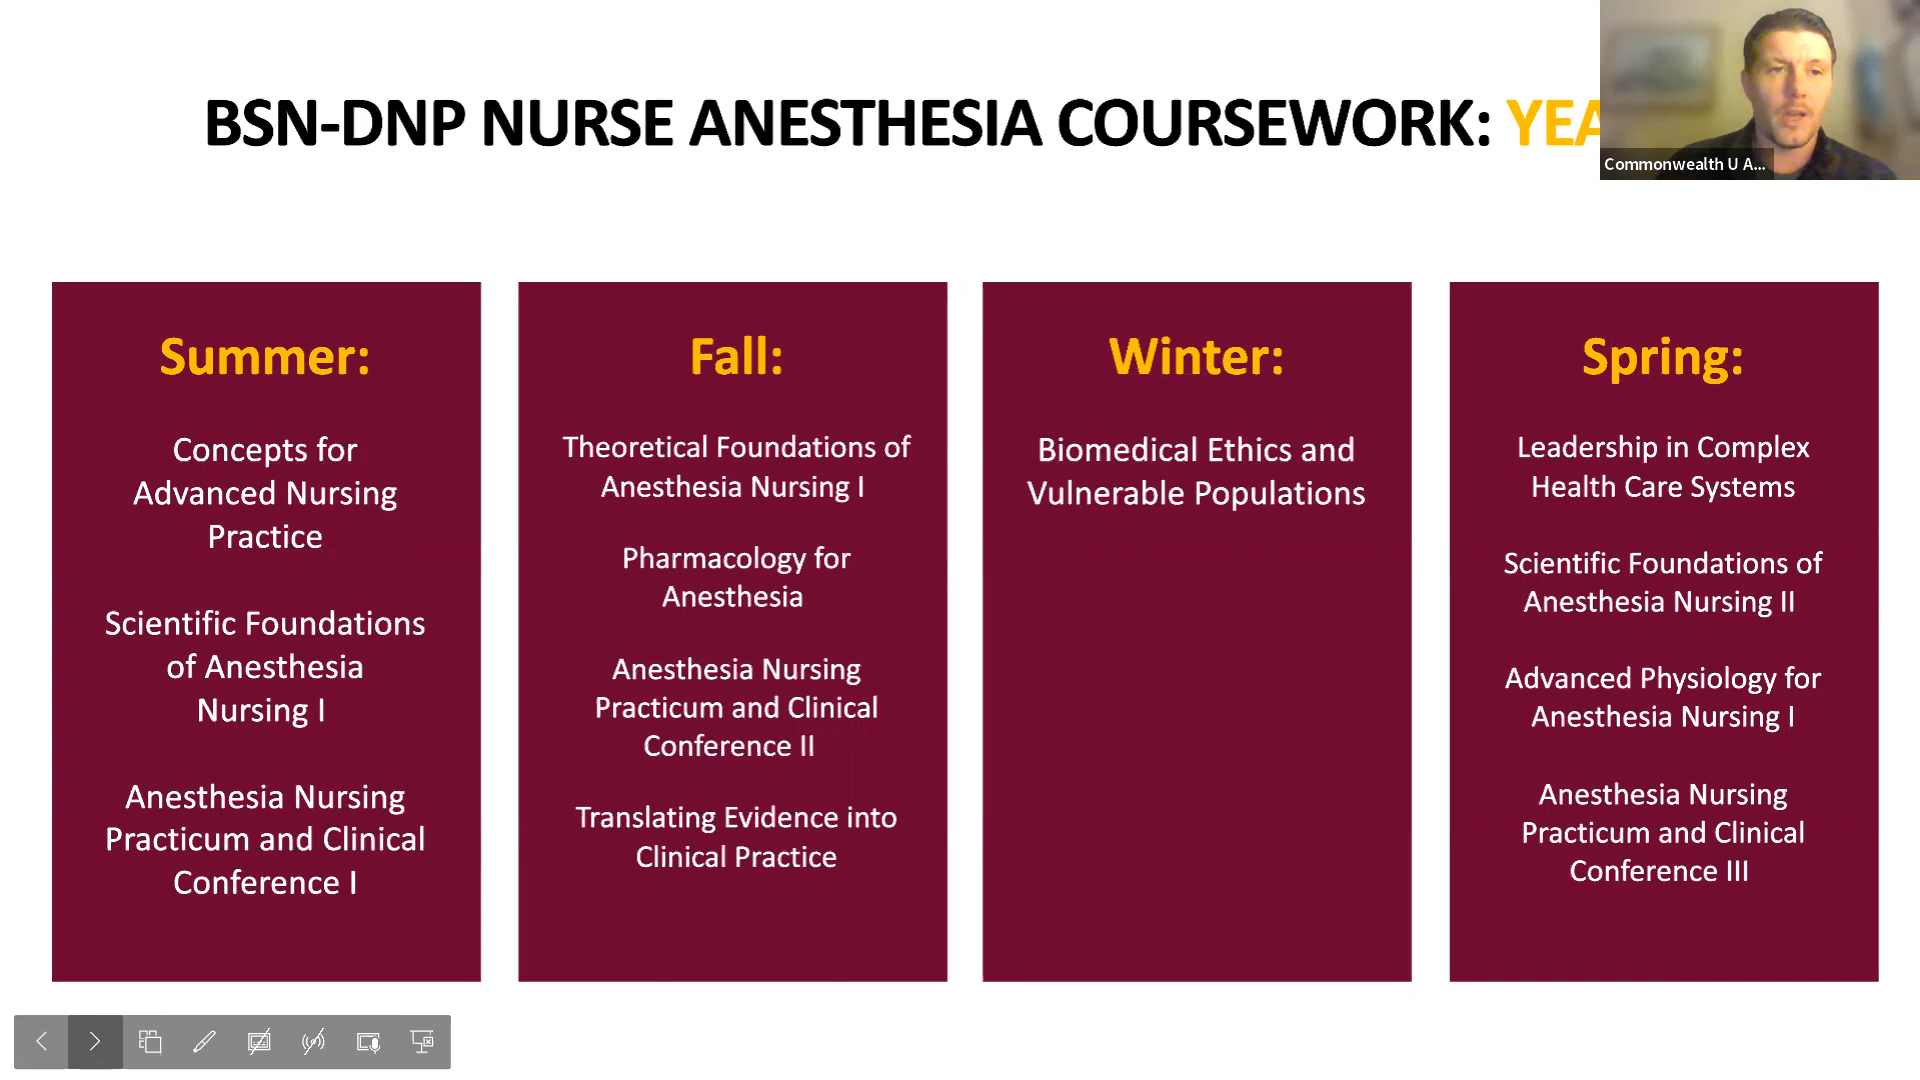 BSN-DNP NURSE ANESTHESIA COURSEWORK:
Commonwealth U A...
Summer:
Concepts for
Advanced Nursing
Practice
Scientific Foundations
of Anesthesia
Nursing I
Anesthesia Nursing
Practicum and Clinical
Conference I
Fall:
Theoretical Foundations of
Anesthesia Nursing I
Pharmacology for
Anesthesia
Anesthesia Nursing
Practicum and Clinical
Conference II
Translating Evidence into
Clinical Practice
Winter:
Biomedical Ethics and
Vulnerable Populations
Spring:
Leadership in Complex
Health Care Systems
Scientific Foundations of
Anesthesia Nursing II
Advanced Physiology for
Anesthesia Nursing I
Anesthesia Nursing
Practicum and Clinical
Conference III